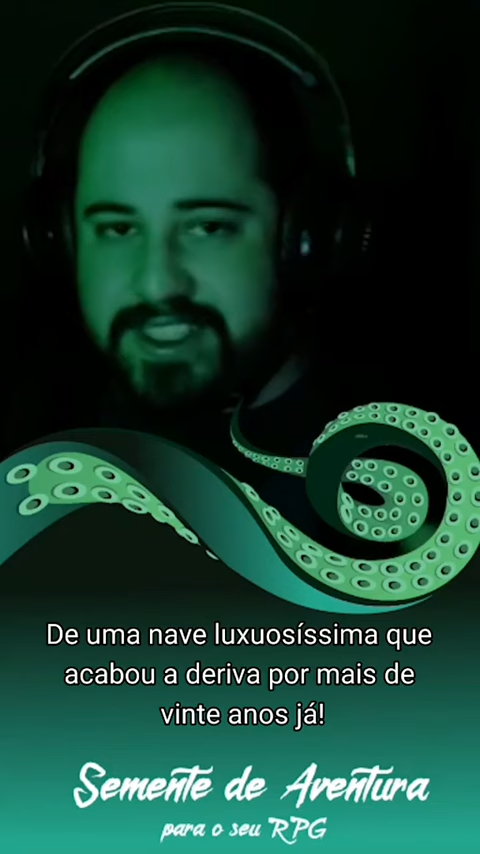 De uma nave luxuosíssima que
acabou a deriva por mais de
vinte anos já!
Semente de Aventura
para o seu RPG